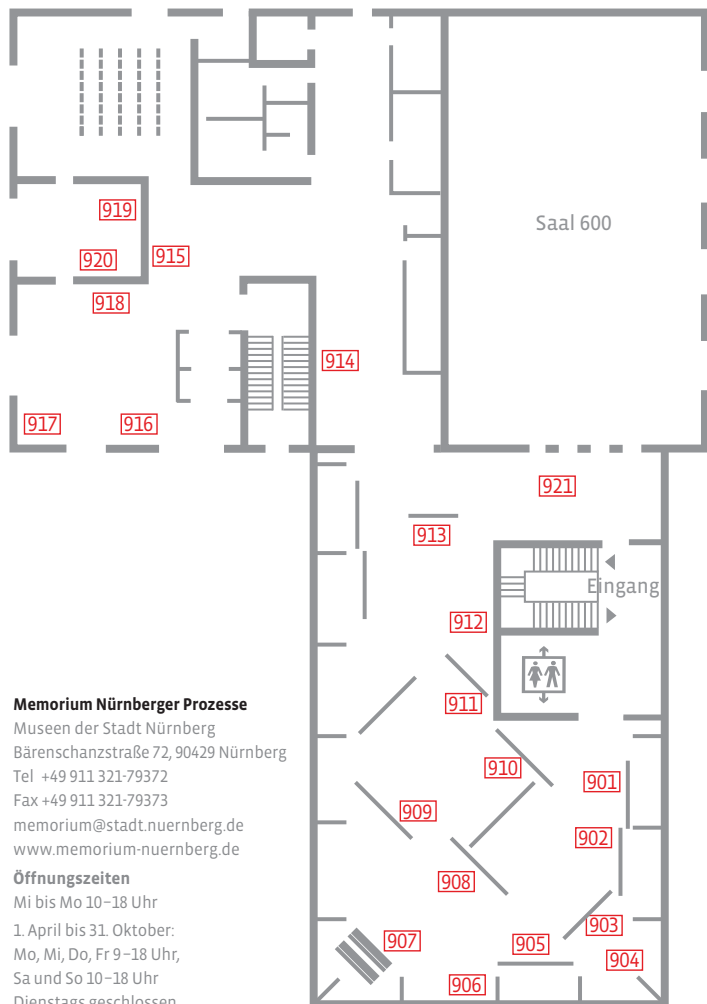 Saal 600
919
920
915
918
914
917
916
921
913
Eingang
912
911
910
901
909
902
908
903
907
905
904
906
Memorium Nürnberger Prozesse
Museen der Stadt Nürnberg
Bärenschanzstraße 72, 90429 Nürnberg
Tel +49 911 321-79372
Fax +49 911 321-79373
memorium@stadt.nuernberg.de
www.memorium-nuernberg.de
Öffnungszeiten
Mi bis Mo 10–18 Uhr
1. April bis 31. Oktober:
Mo, Mi, Do, Fr 9–18 Uhr,
Sa und So 10–18 Uhr
Dienstags geschlossen